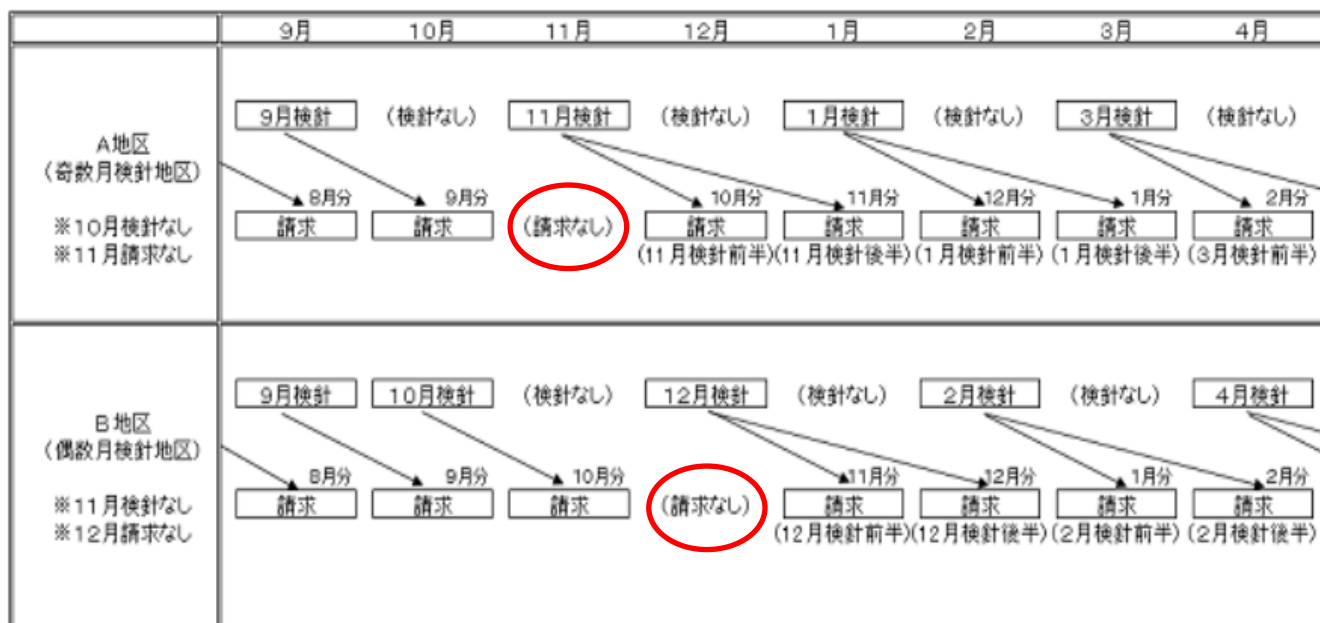 9月 10月 11月 12月 1月 2月 3月 4月
A地区
(奇数月検針地区)
※10月検針なし
※11月請求なし
9月検針 (検針なし) 11月検針 (検針なし) 1月検針 (検針なし) 3月検針 (検針なし)
8月分 9月分 10月分 11月分 12月分 1月分 2月分
請求 請求 (請求なし) 請求 請求 請求 請求 請求
(11月検針前半) (11月検針後半) (1月検針前半) (1月検針後半) (3月検針前半)
B地区
(偶数月検針地区)
※11月検針なし
※12月請求なし
9月検針 10月検針 (検針なし) 12月検針 (検針なし) 2月検針 (検針なし) 4月検針
8月分 9月分 10月分 11月分 12月分 1月分 2月分
請求 請求 請求 (請求なし) 請求 請求 請求 請求
(12月検針前半) (12月検針後半) (2月検針前半) (2月検針後半)